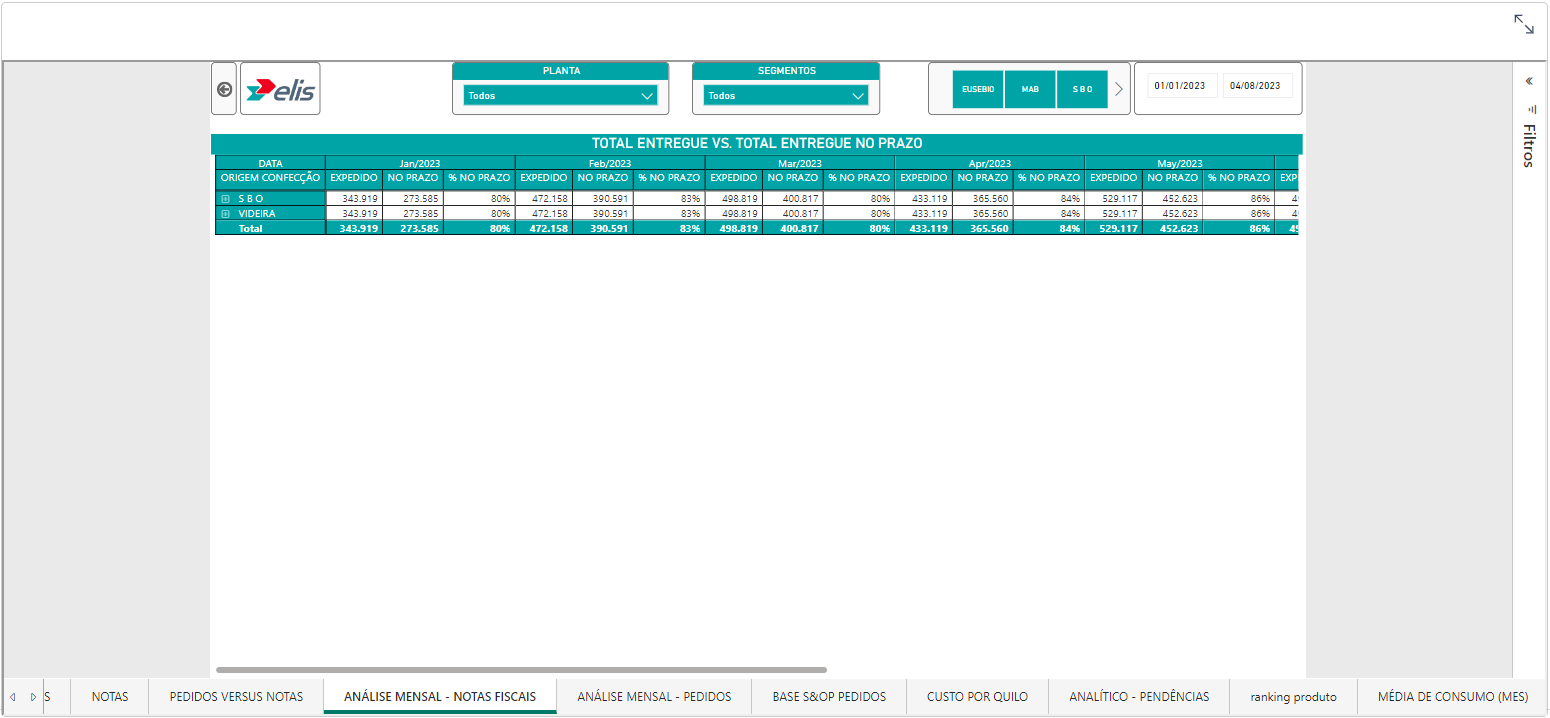 elis
PLANTA
Todos
SEGMENTOS
Todos
EUSEBIO MAB S B O
01/01/2023 04/08/2023
Filtros
TOTAL ENTREGUE VS. TOTAL ENTREGUE NO PRAZO
DATA Jan/2023 Feb/2023 Mar/2023 Apr/2023 May/2023
ORIGEM CONFECÇÃO EXPEDIDO NO PRAZO % NO PRAZO EXPEDIDO NO PRAZO % NO PRAZO EXPEDIDO NO PRAZO % NO PRAZO EXPEDIDO NO PRAZO % NO PRAZO EXPEDIDO NO PRAZO % NO PRAZO EXP
S B O 343.919 273.585 80% 472.158 390.591 83% 498.819 400.817 80% 433.119 365.560 84% 529.117 452.623 86%
VIDEIRA 343.919 273.585 80% 472.158 390.591 83% 498.819 400.817 80% 433.119 365.560 84% 529.117 452.623 86%
Total 343.919 273.585 80% 472.158 390.591 83% 498.819 400.817 80% 433.119 365.560 84% 529.117 452.623 86%
S NOTAS PEDIDOS VERSUS NOTAS ANÁLISE MENSAL - NOTAS FISCAIS ANÁLISE MENSAL - PEDIDOS BASE S&OP PEDIDOS CUSTO POR QUILO ANALÍTICO - PENDÊNCIAS ranking produto MÉDIA DE CONSUMO (MES)